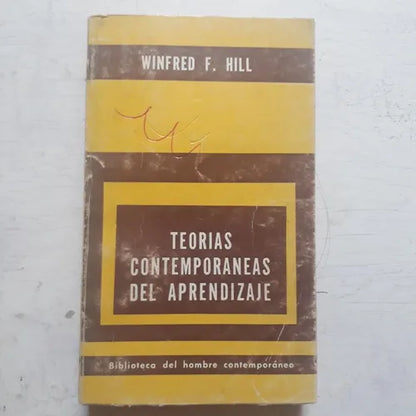 WINFRED F. HILL
TEORIAS
CONTEMPORANEAS
DEL APRENDIZAJE
Biblioteca del hombre contemporáneo